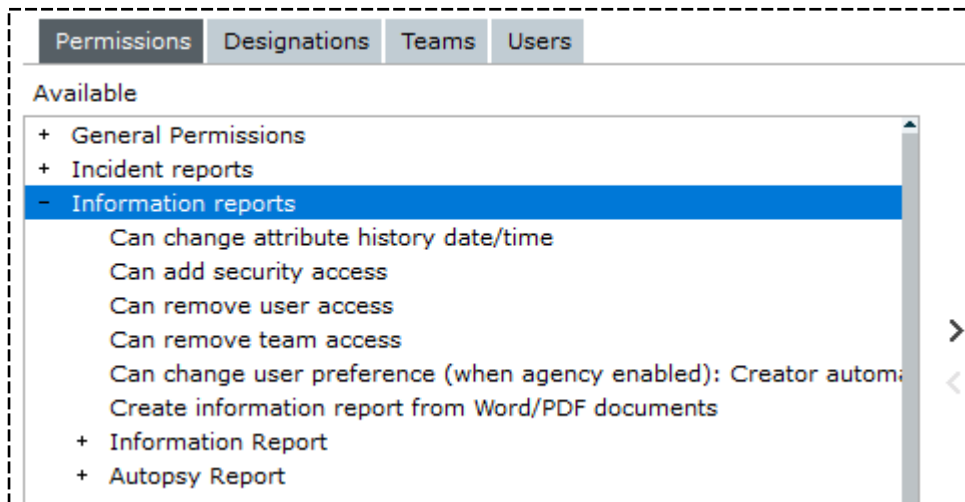 Permissions Designations Teams Users
Available
+ General Permissions
+ Incident reports
- Information reports
Can change attribute history date/time
Can add security access
Can remove user access
Can remove team access
Can change user preference (when agency enabled): Creator
Create information report from Word/PDF documents
+ Information Report
+ Autopsy Report